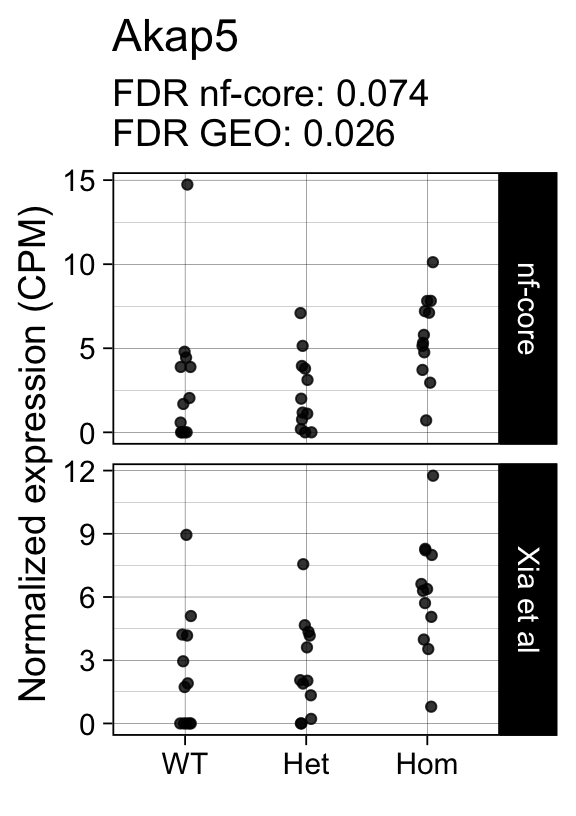 Akap5
FDR nf-core: 0.074
FDR GEO: 0.026
Normalized expression (CPM)
15
10
5
0
nf-core
12
9
6
3
0
Xia et al
WT
Het
Hom